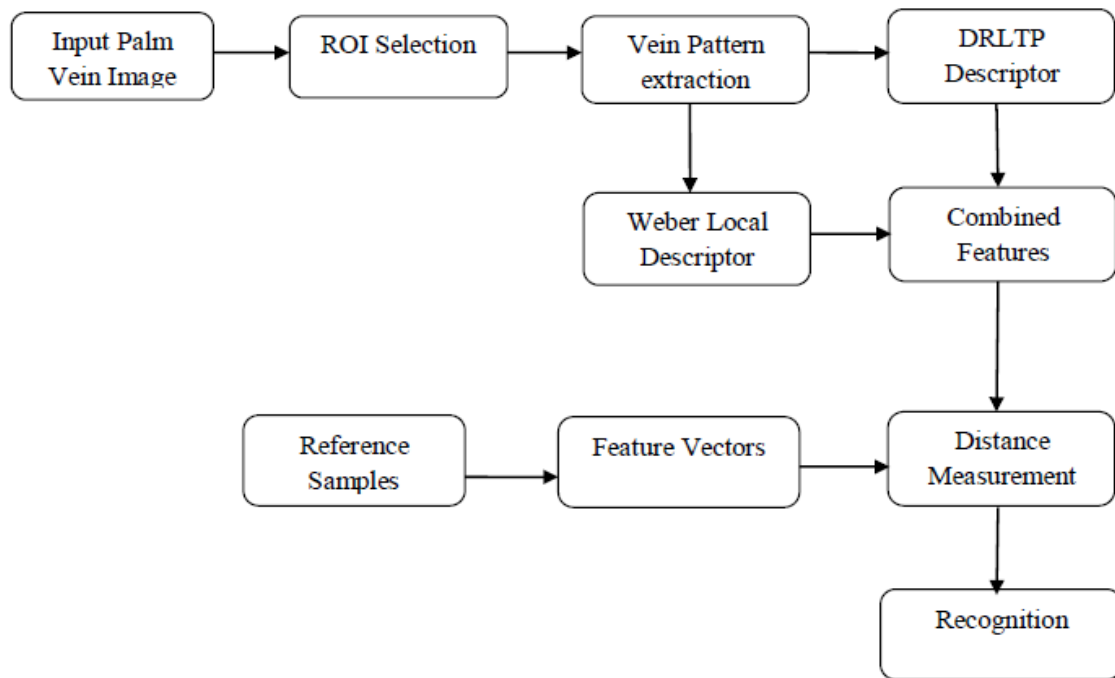 Input Palm
Vein Image
ROI Selection
Vein Pattern
extraction
DRLTP
Descriptor
Weber Local
Descriptor
Combined
Features
Reference
Samples
Feature Vectors
Distance
Measurement
Recognition